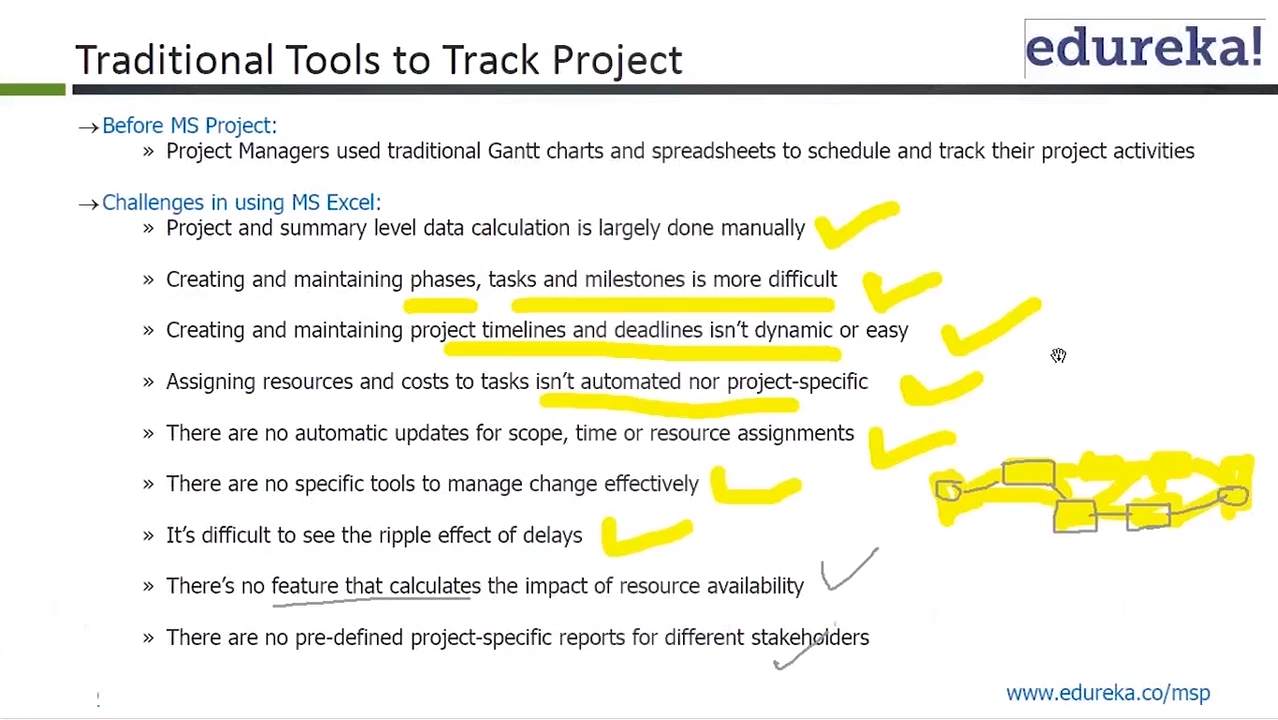 Traditional Tools to Track Project
edureka!
→Before MS Project:
» Project Managers used traditional Gantt charts and spreadsheets to schedule and track their project activities
→Challenges in using MS Excel:
» Project and summary level data calculation is largely done manually
» Creating and maintaining phases, tasks and milestones is more difficult
» Creating and maintaining project timelines and deadlines isn't dynamic or easy
» Assigning resources and costs to tasks isn't automated nor project-specific
» There are no automatic updates for scope, time or resource assignments
» There are no specific tools to manage change effectively
» It's difficult to see the ripple effect of delays
» There's no feature that calculates the impact of resource availability
» There are no pre-defined project-specific reports for different stakeholders
www.edureka.co/msp